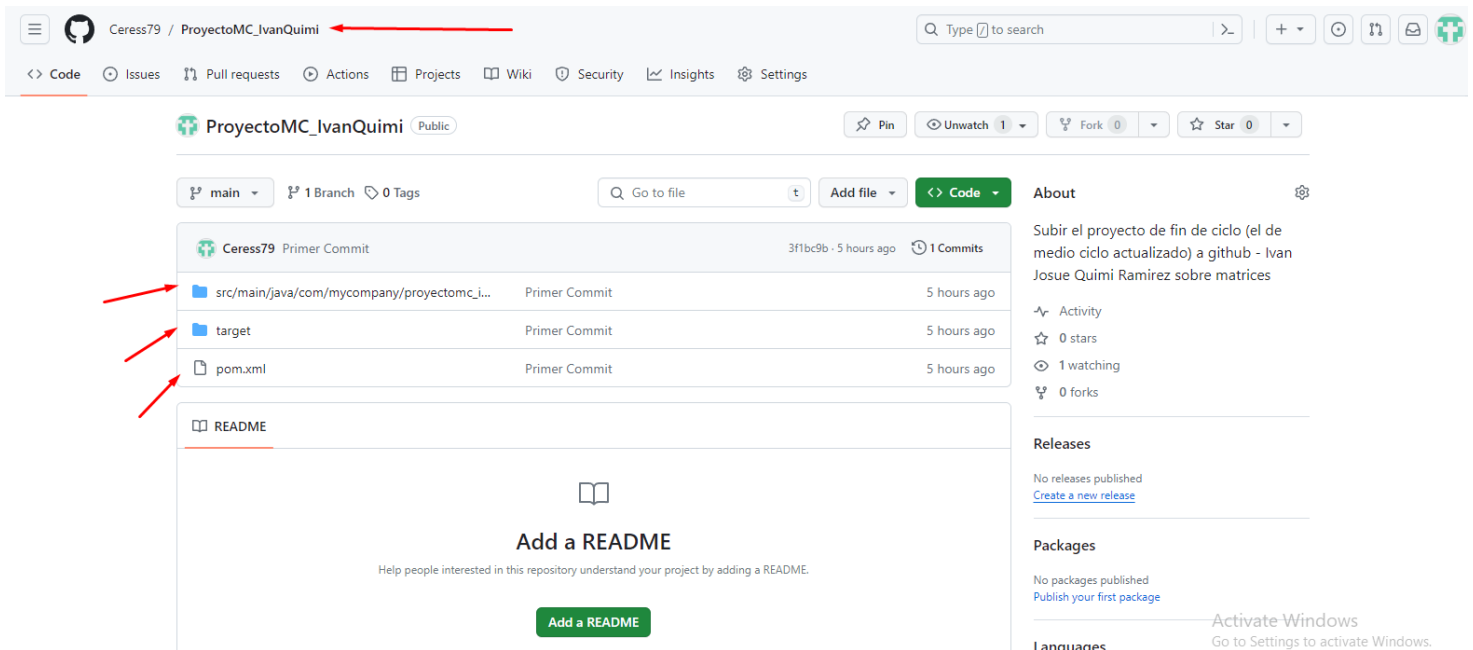 Ceress79 / ProyectoMC_IvanQuimi
Type / to search
Code Issues Pull requests Actions Projects Wiki Security Insights Settings
ProyectoMC_IvanQuimi Public
Pin Unwatch 1 Fork 0 Star 0
main 1 Branch 0 Tags
Go to file t Add file Code
Ceress79 Primer Commit 3f1bc9b · 5 hours ago 1 Commits
src/main/java/com/mycompany/proyectomc_i... Primer Commit 5 hours ago
target Primer Commit 5 hours ago
pom.xml Primer Commit 5 hours ago
README
Add a README
Help people interested in this repository understand your project by adding a README.
Add a README
About
Subir el proyecto de fin de ciclo (el de
medio ciclo actualizado) a github - Ivan
Josue Quimi Ramirez sobre matrices
Activity
0 stars
1 watching
0 forks
Releases
No releases published
Create a new release
Packages
No packages published
Publish your first package
Languages
Activate Windows
Go to Settings to activate Windows.